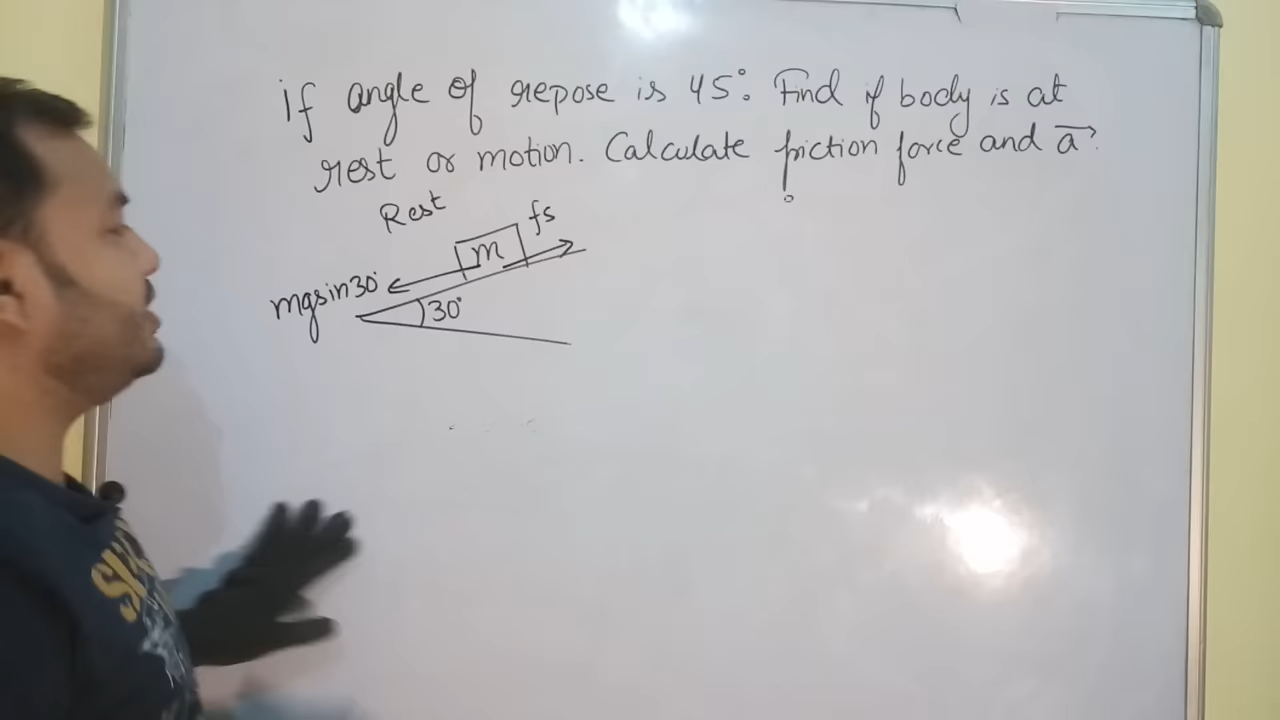 if angle of repose is 45°. Find if body is at
rest or motion. Calculate friction force and a⃗.
Rest
fs
m
mgsin30°
30°